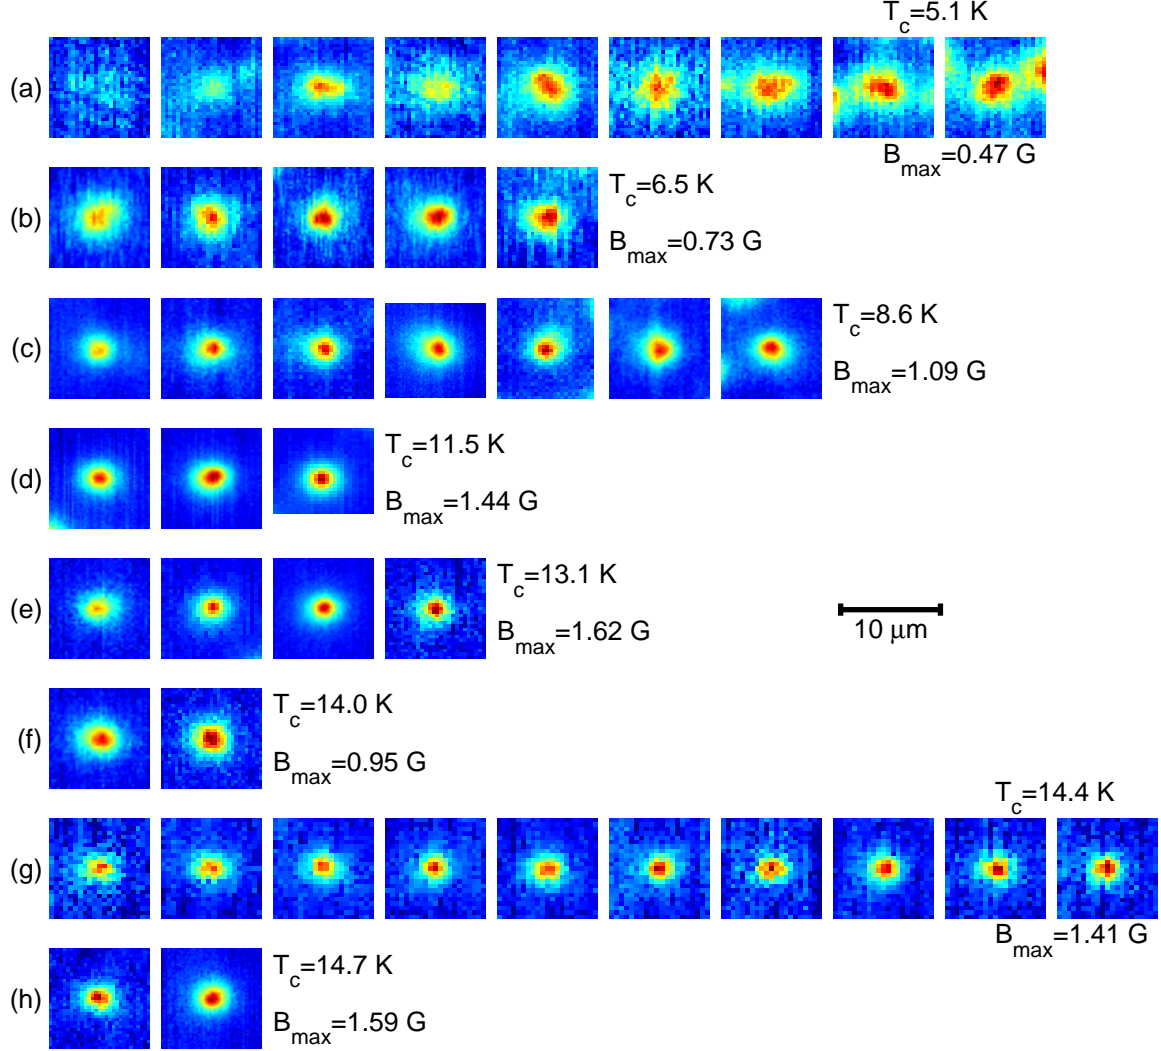 T_c=5.1 K
(a)
B_max=0.47 G
(b)
T_c=6.5 K
B_max=0.73 G
(c)
T_c=8.6 K
B_max=1.09 G
(d)
T_c=11.5 K
B_max=1.44 G
(e)
T_c=13.1 K
B_max=1.62 G
10 μm
(f)
T_c=14.0 K
B_max=0.95 G
T_c=14.4 K
(g)
B_max=1.41 G
(h)
T_c=14.7 K
B_max=1.59 G